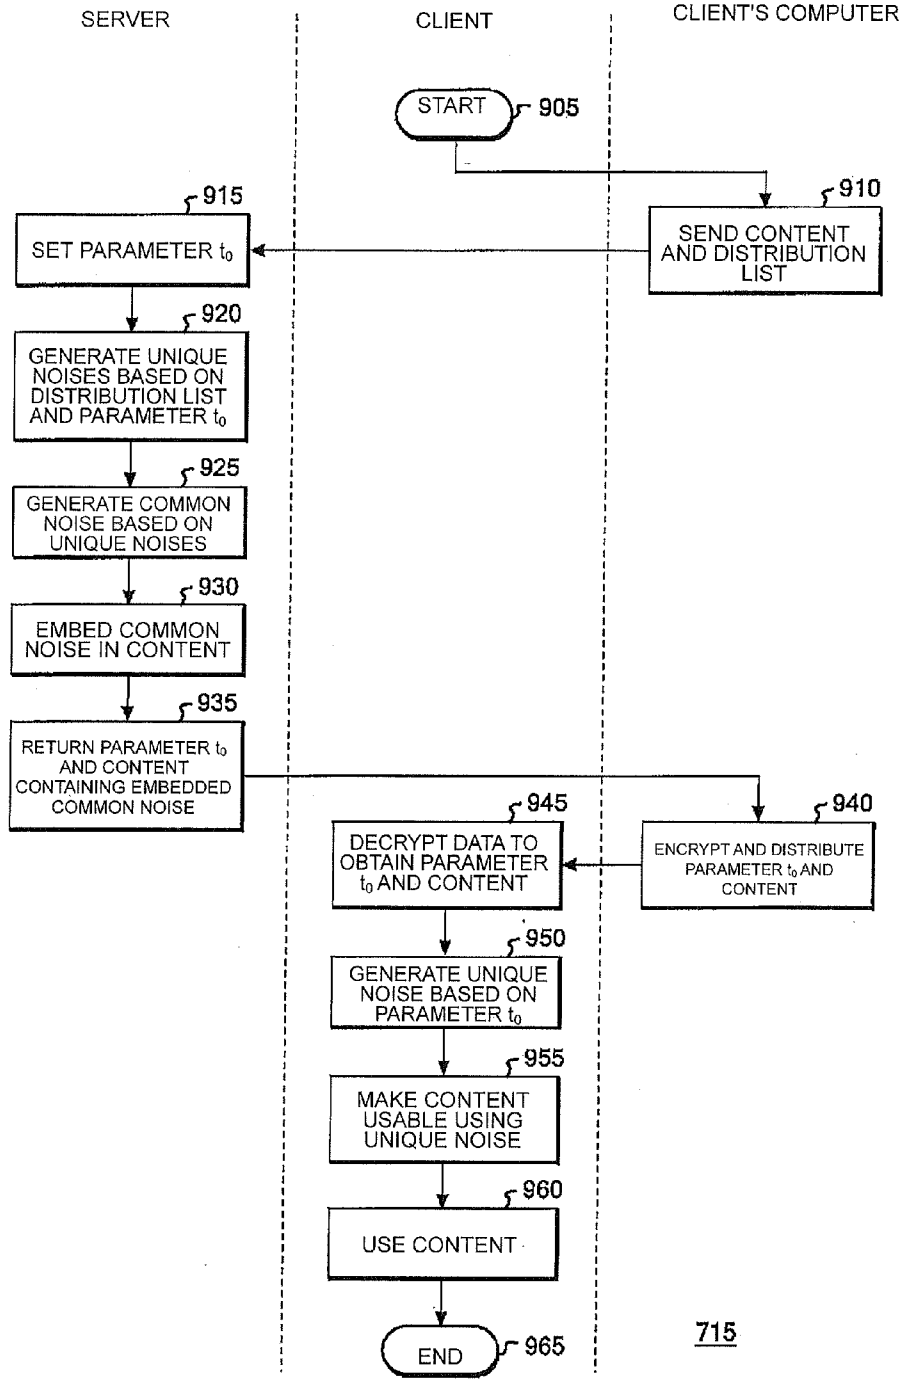 SERVER
CLIENT
CLIENT'S COMPUTER
START
905
910
SEND CONTENT
AND DISTRIBUTION
LIST
915
SET PARAMETER t₀
920
GENERATE UNIQUE
NOISES BASED ON
DISTRIBUTION LIST
AND PARAMETER t₀
925
GENERATE COMMON
NOISE BASED ON
UNIQUE NOISES
930
EMBED COMMON
NOISE IN CONTENT
935
RETURN PARAMETER t₀
AND CONTENT
CONTAINING EMBEDDED
COMMON NOISE
940
ENCRYPT AND DISTRIBUTE
PARAMETER t₀ AND
CONTENT
945
DECRYPT DATA TO
OBTAIN PARAMETER
t₀ AND CONTENT
950
GENERATE UNIQUE
NOISE BASED ON
PARAMETER t₀
955
MAKE CONTENT
USABLE USING
UNIQUE NOISE
960
USE CONTENT
END
965
715